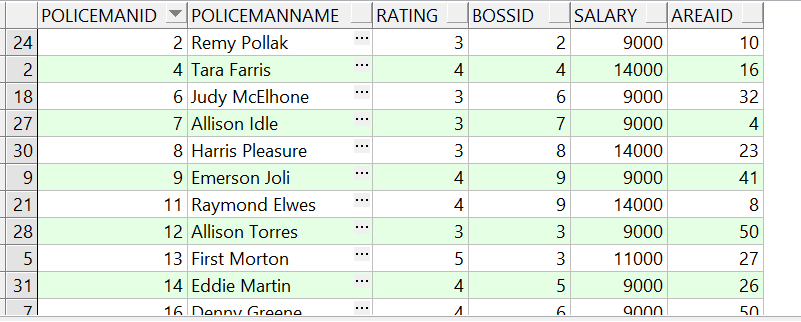 POLICEMANID POLICEMANNAME RATING BOSSID SALARY AREAID
24 2 Remy Pollak ... 3 2 9000 10
2 4 Tara Farris ... 4 4 14000 16
18 6 Judy McElhone ... 3 6 9000 32
27 7 Allison Idle ... 3 7 9000 4
30 8 Harris Pleasure ... 3 8 14000 23
9 9 Emerson Joli ... 4 9 9000 41
21 11 Raymond Elwes ... 4 9 14000 8
28 12 Allison Torres ... 3 3 9000 50
5 13 First Morton ... 5 3 11000 27
31 14 Eddie Martin ... 4 5 9000 26
7 16 Denny Greene ... 4 6 9000 50